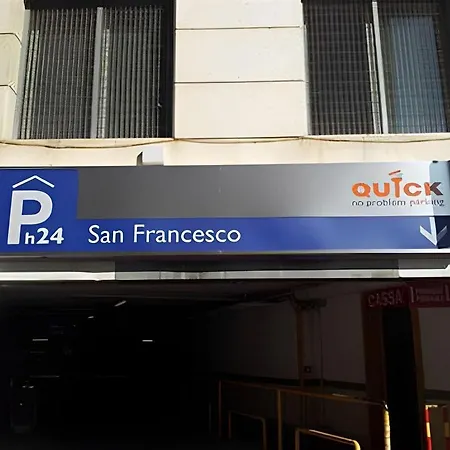 P
h24
San Francesco
QUICK
no problem parking
CASSA